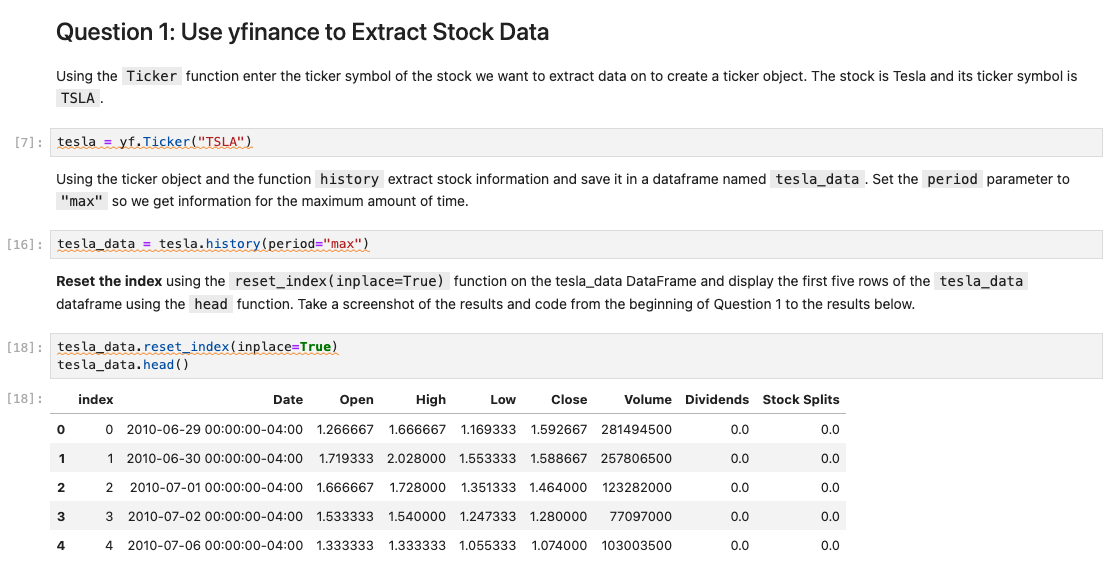 Question 1: Use yfinance to Extract Stock Data
Using the Ticker function enter the ticker symbol of the stock we want to extract data on to create a ticker object. The stock is Tesla and its ticker symbol is
TSLA .
[7]: tesla = yf.Ticker("TSLA")
Using the ticker object and the function history extract stock information and save it in a dataframe named tesla_data . Set the period parameter to
"max" so we get information for the maximum amount of time.
[16]: tesla_data = tesla.history(period="max")
Reset the index using the reset_index(inplace=True) function on the tesla_data DataFrame and display the first five rows of the tesla_data
dataframe using the head function. Take a screenshot of the results and code from the beginning of Question 1 to the results below.
[18]: tesla_data.reset_index(inplace=True)
tesla_data.head()
[18]: index Date Open High Low Close Volume Dividends Stock Splits
0 0 2010-06-29 00:00:00-04:00 1.266667 1.666667 1.169333 1.592667 281494500 0.0 0.0
1 1 2010-06-30 00:00:00-04:00 1.719333 2.028000 1.553333 1.588667 257806500 0.0 0.0
2 2 2010-07-01 00:00:00-04:00 1.666667 1.728000 1.351333 1.464000 123282000 0.0 0.0
3 3 2010-07-02 00:00:00-04:00 1.533333 1.540000 1.247333 1.280000 77097000 0.0 0.0
4 4 2010-07-06 00:00:00-04:00 1.333333 1.333333 1.055333 1.074000 103003500 0.0 0.0